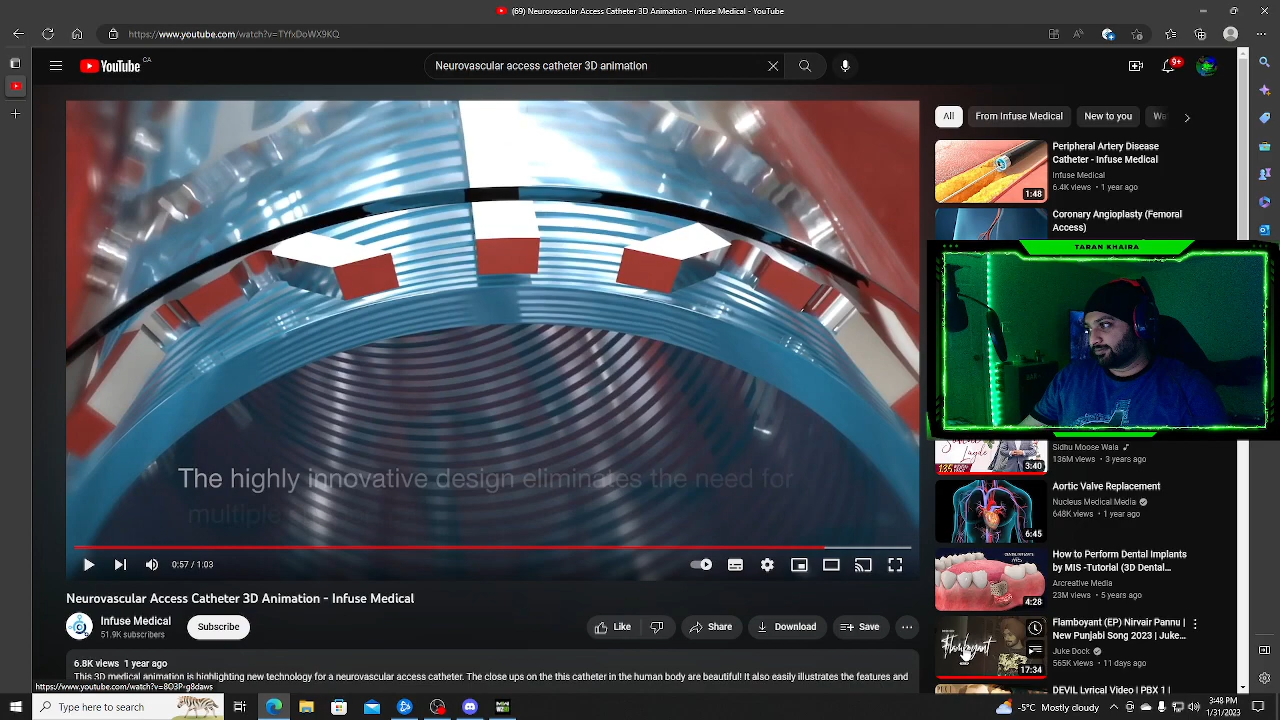 (69) Neurovascular Access Catheter 3D Animation - Infuse Medical - YouTube
https://www.youtube.com/watch?v=TYfxDoWX9KQ
YouTube CA
Neurovascular access catheter 3D animation
9+
All
From Infuse Medical
New to you
Peripheral Artery Disease
Catheter - Infuse Medical
Infuse Medical
6.4K views • 1 year ago
1:48
Coronary Angioplasty (Femoral
Access)
TARAN KHAIRA
Sidhu Moose Wala
136M views • 3 years ago
3:40
Aortic Valve Replacement
Nucleus Medical Media
648K views • 1 year ago
6:45
How to Perform Dental Implants
by MIS -Tutorial (3D Dental...
Arcreative Media
23M views • 5 years ago
4:28
Flamboyant (EP) Nirvair Pannu |
New Punjabi Song 2023 | Juke...
Juke Dock
565K views • 11 days ago
17:34
DEVIL Lyrical Video | PBX 1 |
The highly innovative design eliminates the need for
multiple
0:57 / 1:03
Neurovascular Access Catheter 3D Animation - Infuse Medical
Infuse Medical
51.9K subscribers
Subscribe
Like
Share
Download
Save
6.8K views 1 year ago
This 3D medical animation is highlighting new technology from a neurovascular access catheter. The close ups on the this catheter in the human body are beautiful! It also easily illustrates the features and
https://www.youtube.com/watch?v=8O3P-g8daws
Type here to search
-5°C Mostly cloudy
3:48 PM
1/31/2023